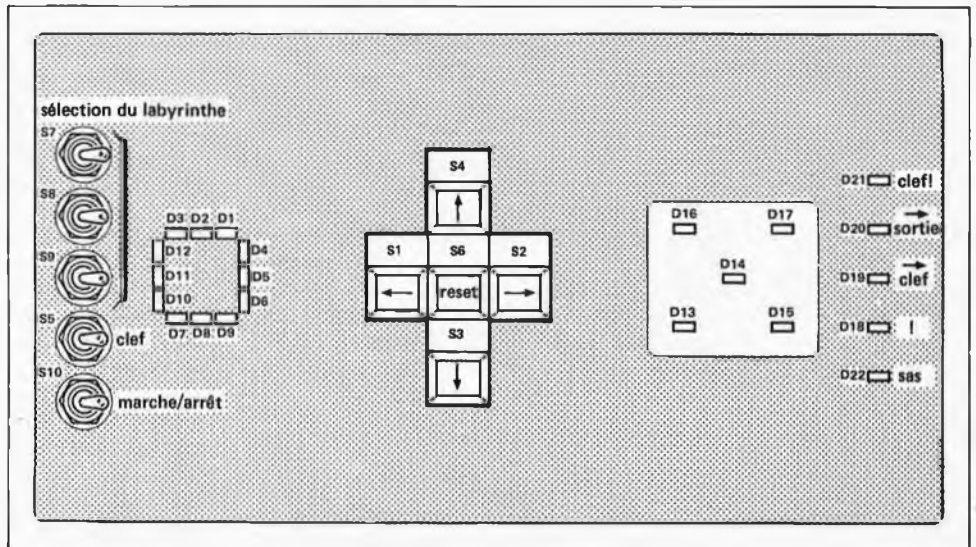 sélection du labyrinthe
S7
S8
S9
S5
clef
S10
marche/arrêt
D3 D2 D1
D12 D4
D11 D5
D10 D6
D7 D8 D9
S4
↑
S1 S6 S2
← reset →
S3
↓
D16 D17
D14
D13 D15
D21 clef!
→
D20 sortie
→
D19 clef
D18 !
D22 sas